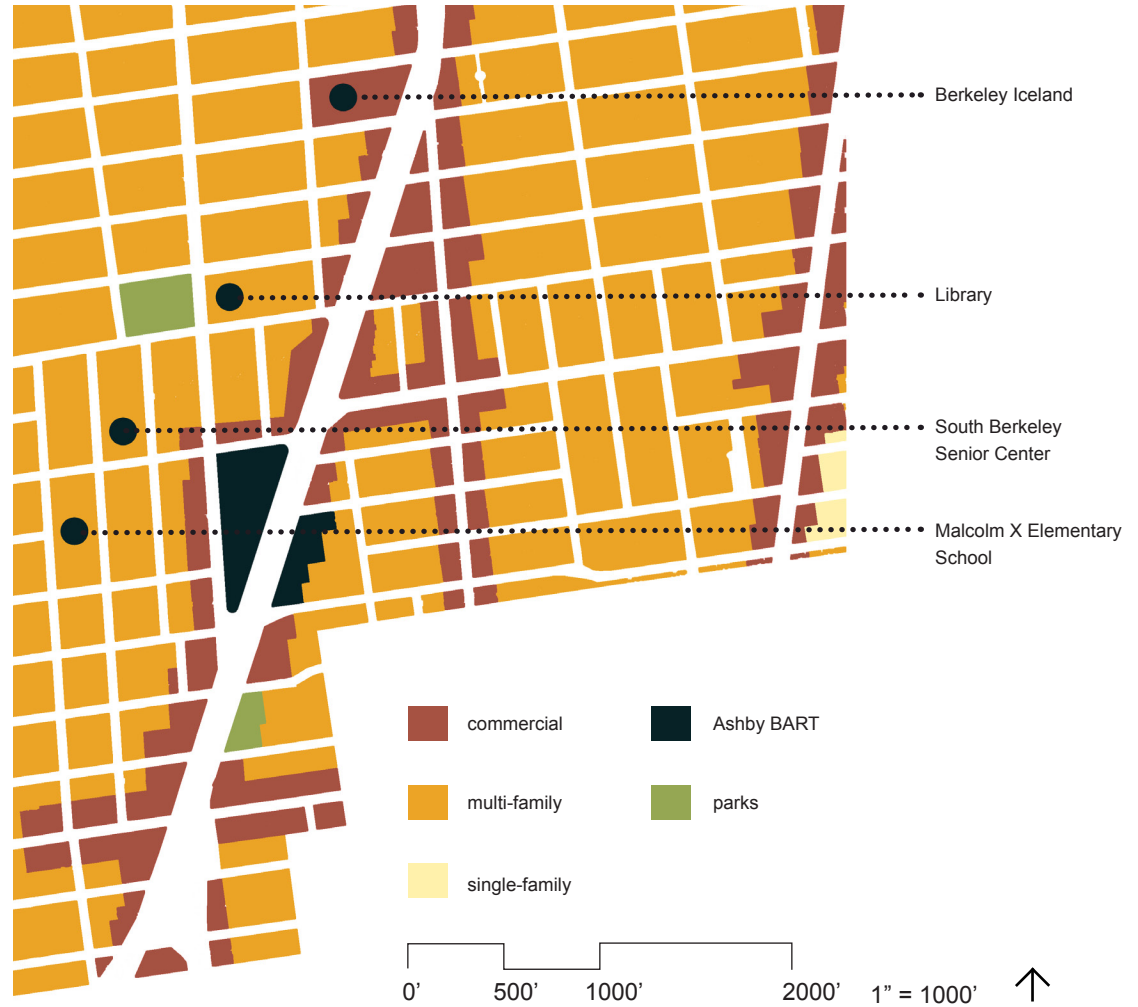 Berkeley Iceland
Library
South Berkeley
Senior Center
Malcolm X Elementary
School
commercial
Ashby BART
multi-family
parks
single-family
0’ 500’ 1000’ 2000’ 1” = 1000’